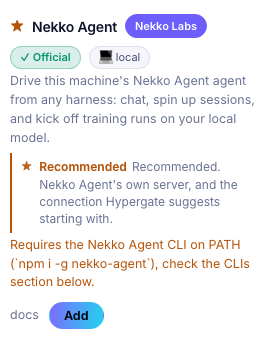 Nekko Agent Nekko Labs
Official local
Drive this machine's Nekko Agent agent
from any harness: chat, spin up sessions,
and kick off training runs on your local
model.
Recommended Recommended.
Nekko Agent's own server, and the
connection Hypergate suggests
starting with.
Requires the Nekko Agent CLI on PATH
(`npm i -g nekko-agent`), check the CLIs
section below.
docs Add